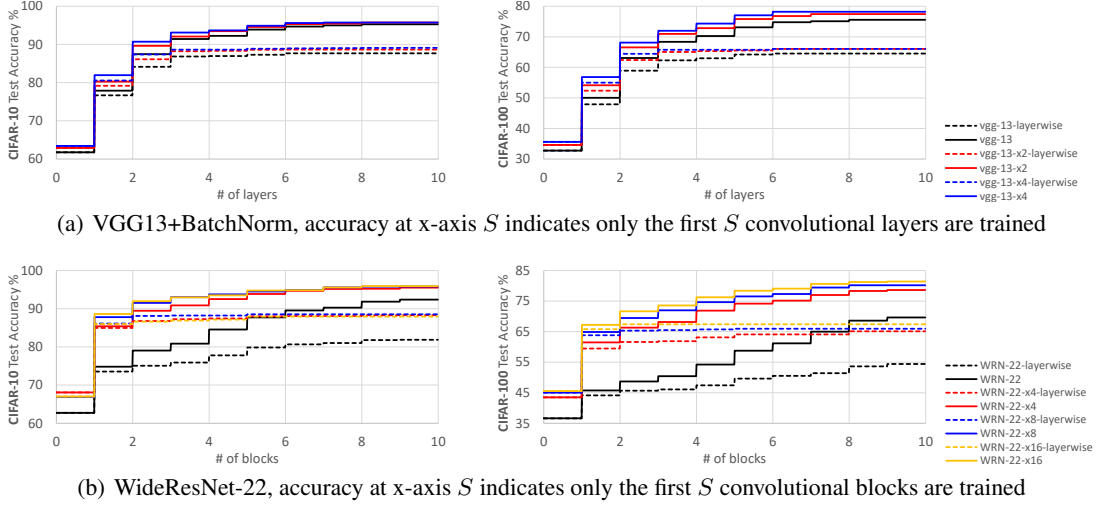 (a)
100
90
80
70
60
CIFAR-10 Test Accuracy %
0 2 4 6 8 10
# of layers
80
70
60
50
40
30
CIFAR-100 Test Accuracy %
0 2 4 6 8 10
# of layers
vgg-13-layerwise
vgg-13
vgg-13-x2-layerwise
vgg-13-x2
vgg-13-x4-layerwise
vgg-13-x4
(a) VGG13+BatchNorm, accuracy at x-axis S indicates only the first S convolutional layers are trained
100
90
80
70
60
CIFAR-10 Test Accuracy %
0 2 4 6 8 10
# of blocks
85
75
65
55
45
35
CIFAR-100 Test Accuracy %
0 2 4 6 8 10
# of blocks
WRN-22-layerwise
WRN-22
WRN-22-x4-layerwise
WRN-22-x4
WRN-22-x8-layerwise
WRN-22-x8
WRN-22-x16-layerwise
WRN-22-x16
(b) WideResNet-22, accuracy at x-axis S indicates only the first S convolutional blocks are trained